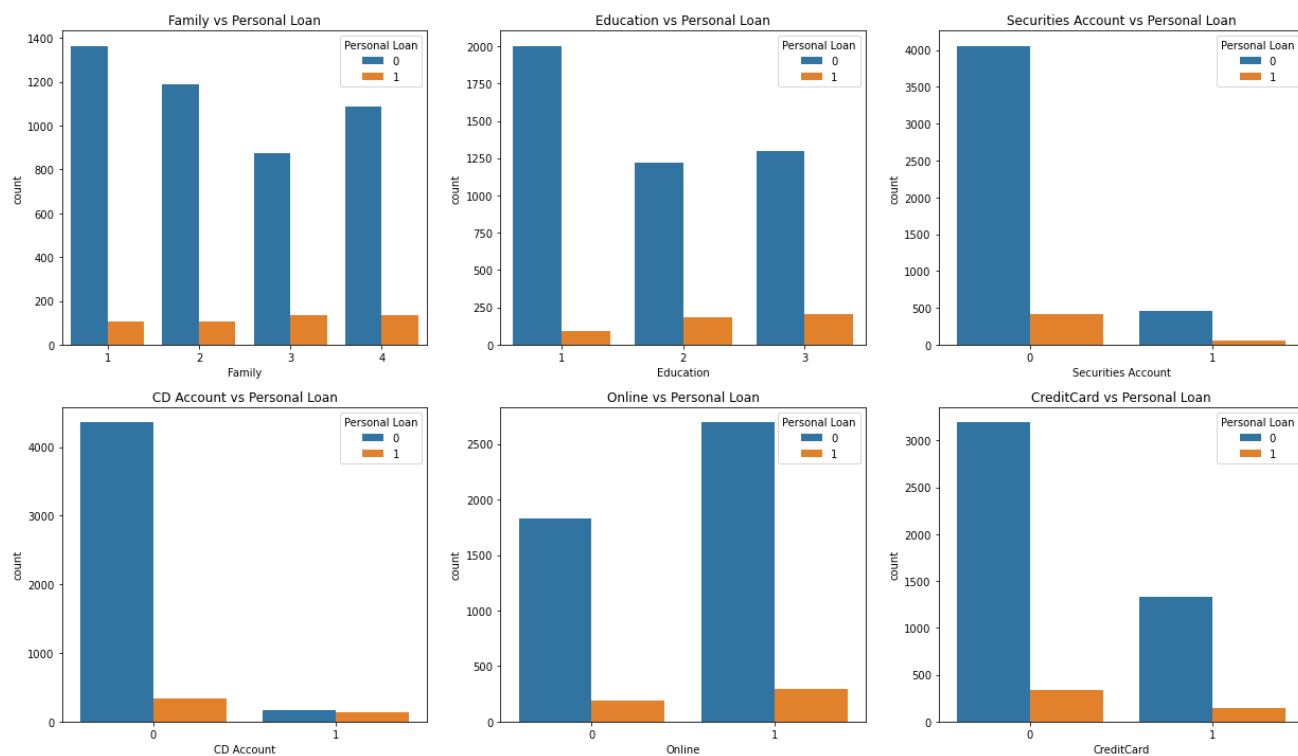 Family vs Personal Loan
1400
1200
1000
800
600
400
200
0
count
1 2 3 4
Family
Personal Loan
0
1
Education vs Personal Loan
2000
1750
1500
1250
1000
750
500
250
0
count
1 2 3
Education
Personal Loan
0
1
Securities Account vs Personal Loan
4000
3500
3000
2500
2000
1500
1000
500
0
count
0 1
Securities Account
Personal Loan
0
1
CD Account vs Personal Loan
4000
3000
2000
1000
0
count
0 1
CD Account
Personal Loan
0
1
Online vs Personal Loan
2500
2000
1500
1000
500
0
count
0 1
Online
Personal Loan
0
1
CreditCard vs Personal Loan
3000
2500
2000
1500
1000
500
0
count
0 1
CreditCard
Personal Loan
0
1